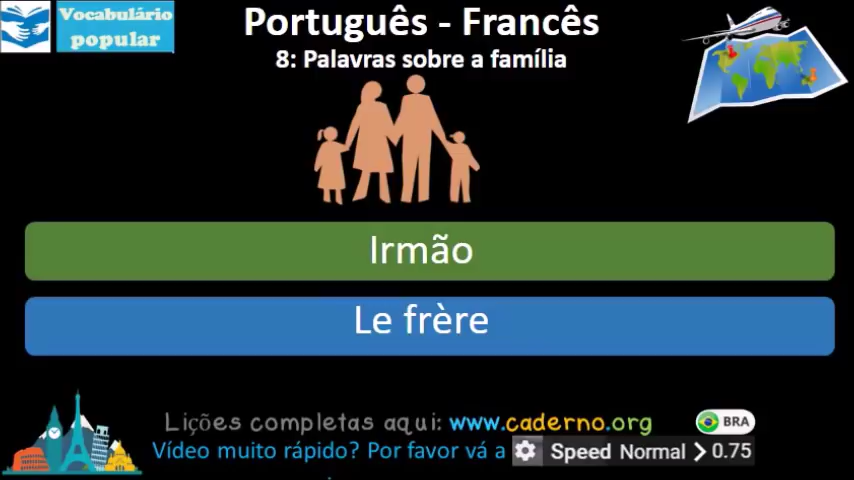 Vocabulário
popular
Português - Francês
8: Palavras sobre a família
Irmão
Le frère
Lições completas aqui: www.caderno.org
BRA
Vídeo muito rápido? Por favor vá a Speed Normal > 0.75